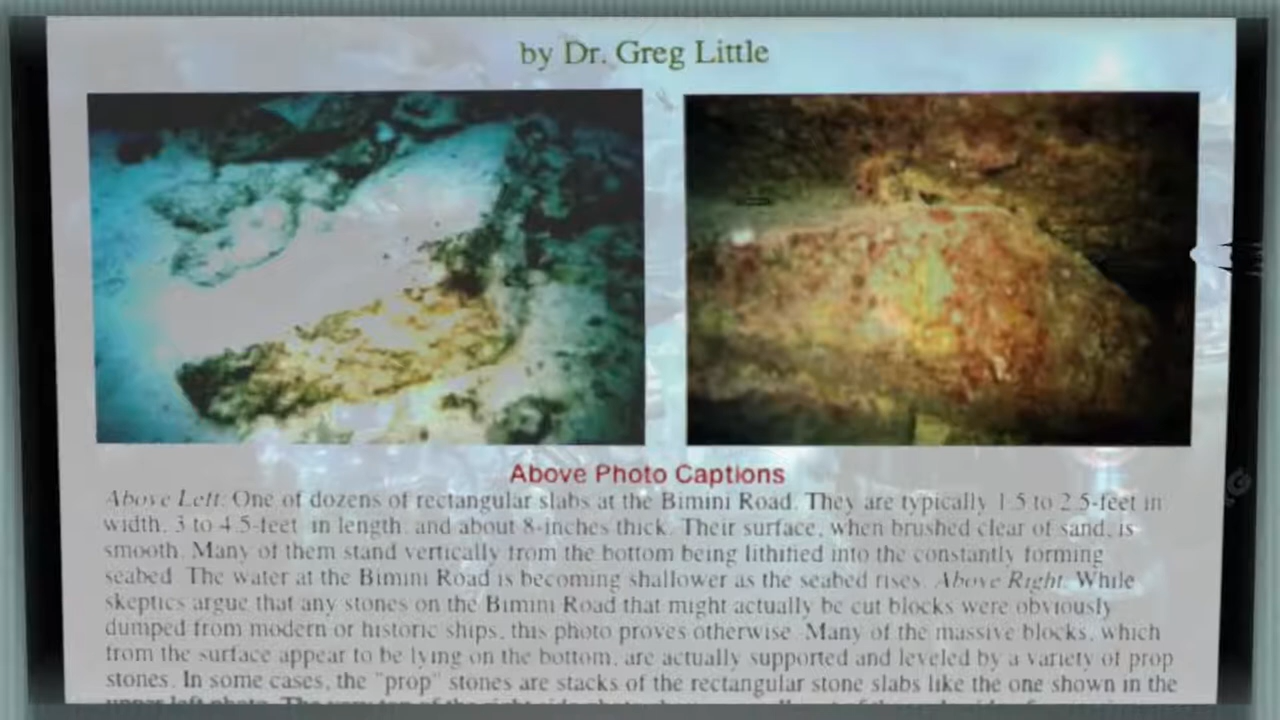 by Dr. Greg Little
Above Photo Captions
Above Left: One of dozens of rectangular slabs at the Bimini Road. They are typically 1.5 to 2.5-feet in
width, 3 to 4.5-feet in length, and about 8-inches thick. Their surface, when brushed clear of sand, is
smooth. Many of them stand vertically from the bottom being lithified into the constantly forming
seabed. The water at the Bimini Road is becoming shallower as the seabed rises. Above Right: While
skeptics argue that any stones on the Bimini Road that might actually be cut blocks were obviously
dumped from modern or historic ships, this photo proves otherwise. Many of the massive blocks, which
from the surface appear to be lying on the bottom, are actually supported and leveled by a variety of prop
stones. In some cases, the "prop" stones are stacks of the rectangular stone slabs like the one shown in the
upper left photo. The very top of the